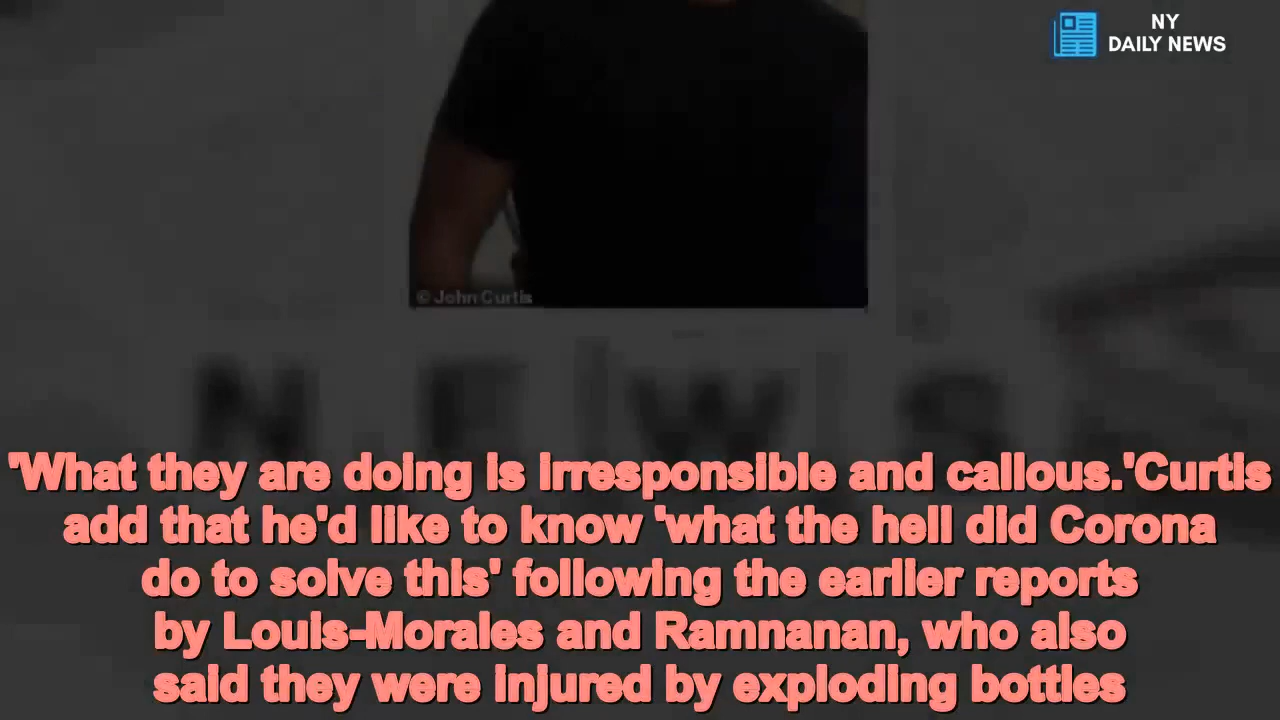 NY
DAILY NEWS
© John Curtis
NEWS
'What they are doing is irresponsible and callous.'Curtis
add that he'd like to know 'what the hell did Corona
do to solve this' following the earlier reports
by Louis-Morales and Ramnanan, who also
said they were injured by exploding bottles